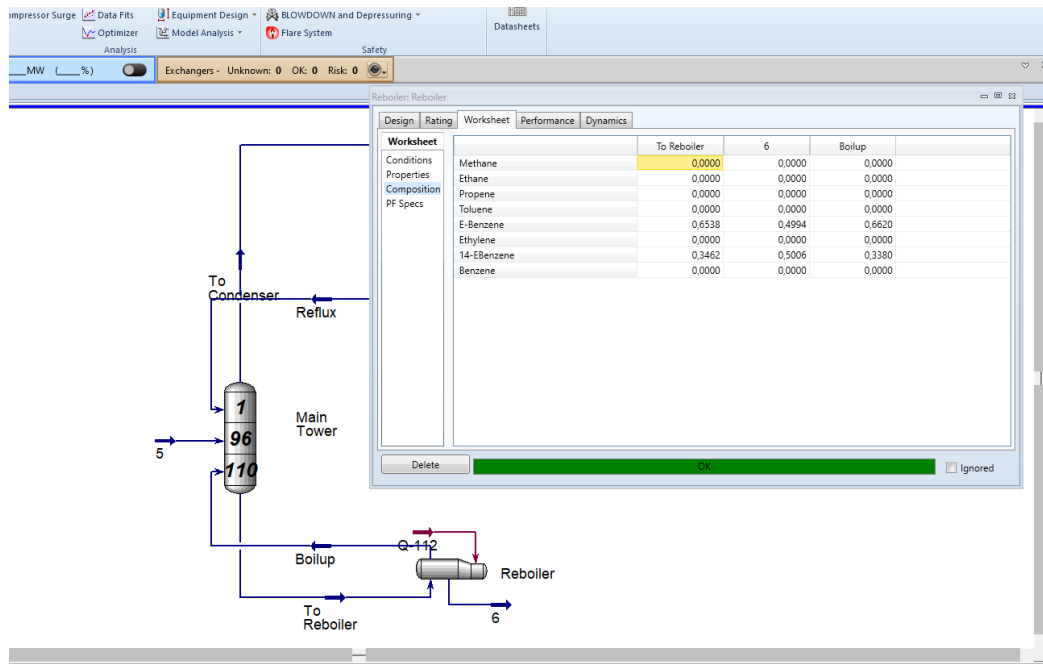 ompressor Surge Data Fits Equipment Design BLOWDOWN and Depressuring
Optimizer Model Analysis Flare System Datasheets
Analysis Safety
___MW (___%) Exchangers - Unknown: 0 OK: 0 Risk: 0
Reboiler: Reboiler
Design Rating Worksheet Performance Dynamics
Worksheet To Reboiler 6 Boilup
Conditions Methane 0,0000 0,0000 0,0000
Properties Ethane 0,0000 0,0000 0,0000
Composition Propene 0,0000 0,0000 0,0000
PF Specs Toluene 0,0000 0,0000 0,0000
E-Benzene 0,6538 0,4994 0,6620
Ethylene 0,0000 0,0000 0,0000
14-EBenzene 0,3462 0,5006 0,3380
Benzene 0,0000 0,0000 0,0000
Delete OK Ignored
To
Condenser
Reflux
1
96
110
Main
Tower
5
Q-112
Boilup
Reboiler
To
Reboiler
6